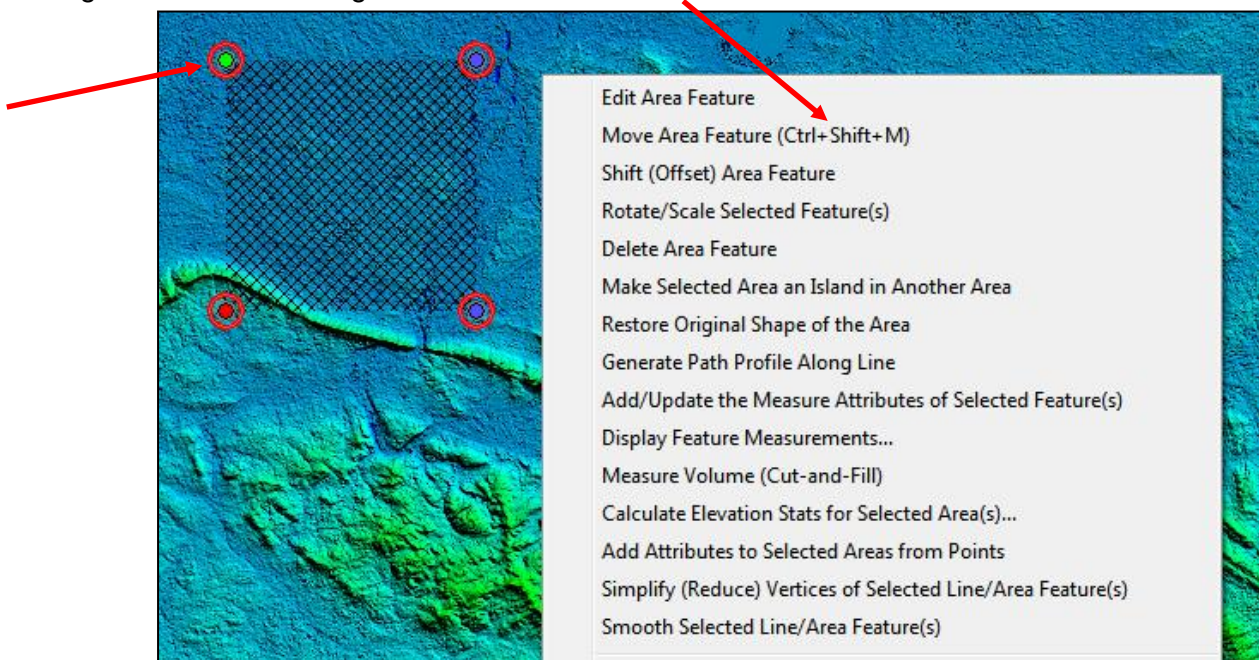 Edit Area Feature
Move Area Feature (Ctrl+Shift+M)
Shift (Offset) Area Feature
Rotate/Scale Selected Feature(s)
Delete Area Feature
Make Selected Area an Island in Another Area
Restore Original Shape of the Area
Generate Path Profile Along Line
Add/Update the Measure Attributes of Selected Feature(s)
Display Feature Measurements...
Measure Volume (Cut-and-Fill)
Calculate Elevation Stats for Selected Area(s)...
Add Attributes to Selected Areas from Points
Simplify (Reduce) Vertices of Selected Line/Area Feature(s)
Smooth Selected Line/Area Feature(s)